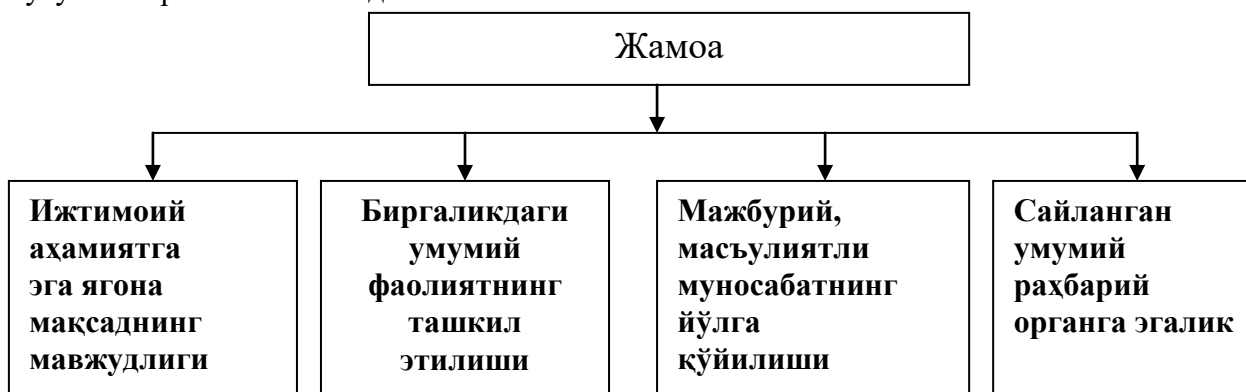 Жамоа
Ижтимоий
аҳамиятга
эга ягона
мақсаднинг
мавжудлиги
Биргаликдаги
умумий
фаолиятнинг
ташкил
этилиши
Мажбурий,
масъулиятли
муносабатнинг
йўлга
қўйилиши
Сайланган
умумий
раҳбарий
органга эгалик